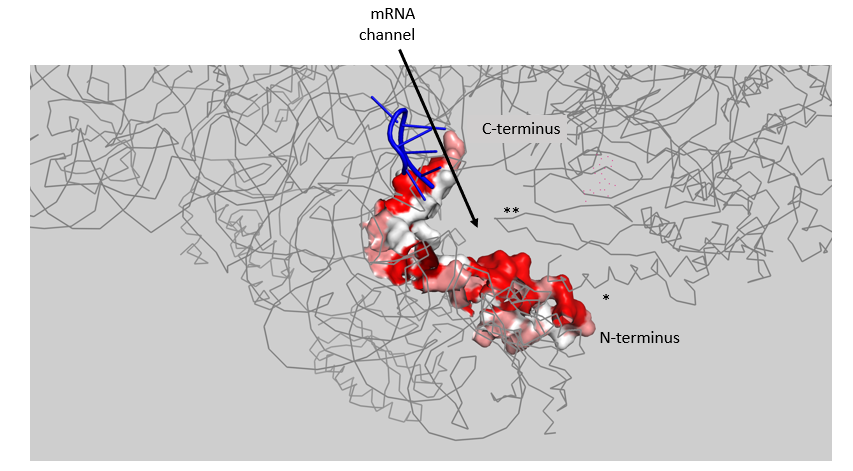 mRNA
channel
C-terminus
**
*
N-terminus